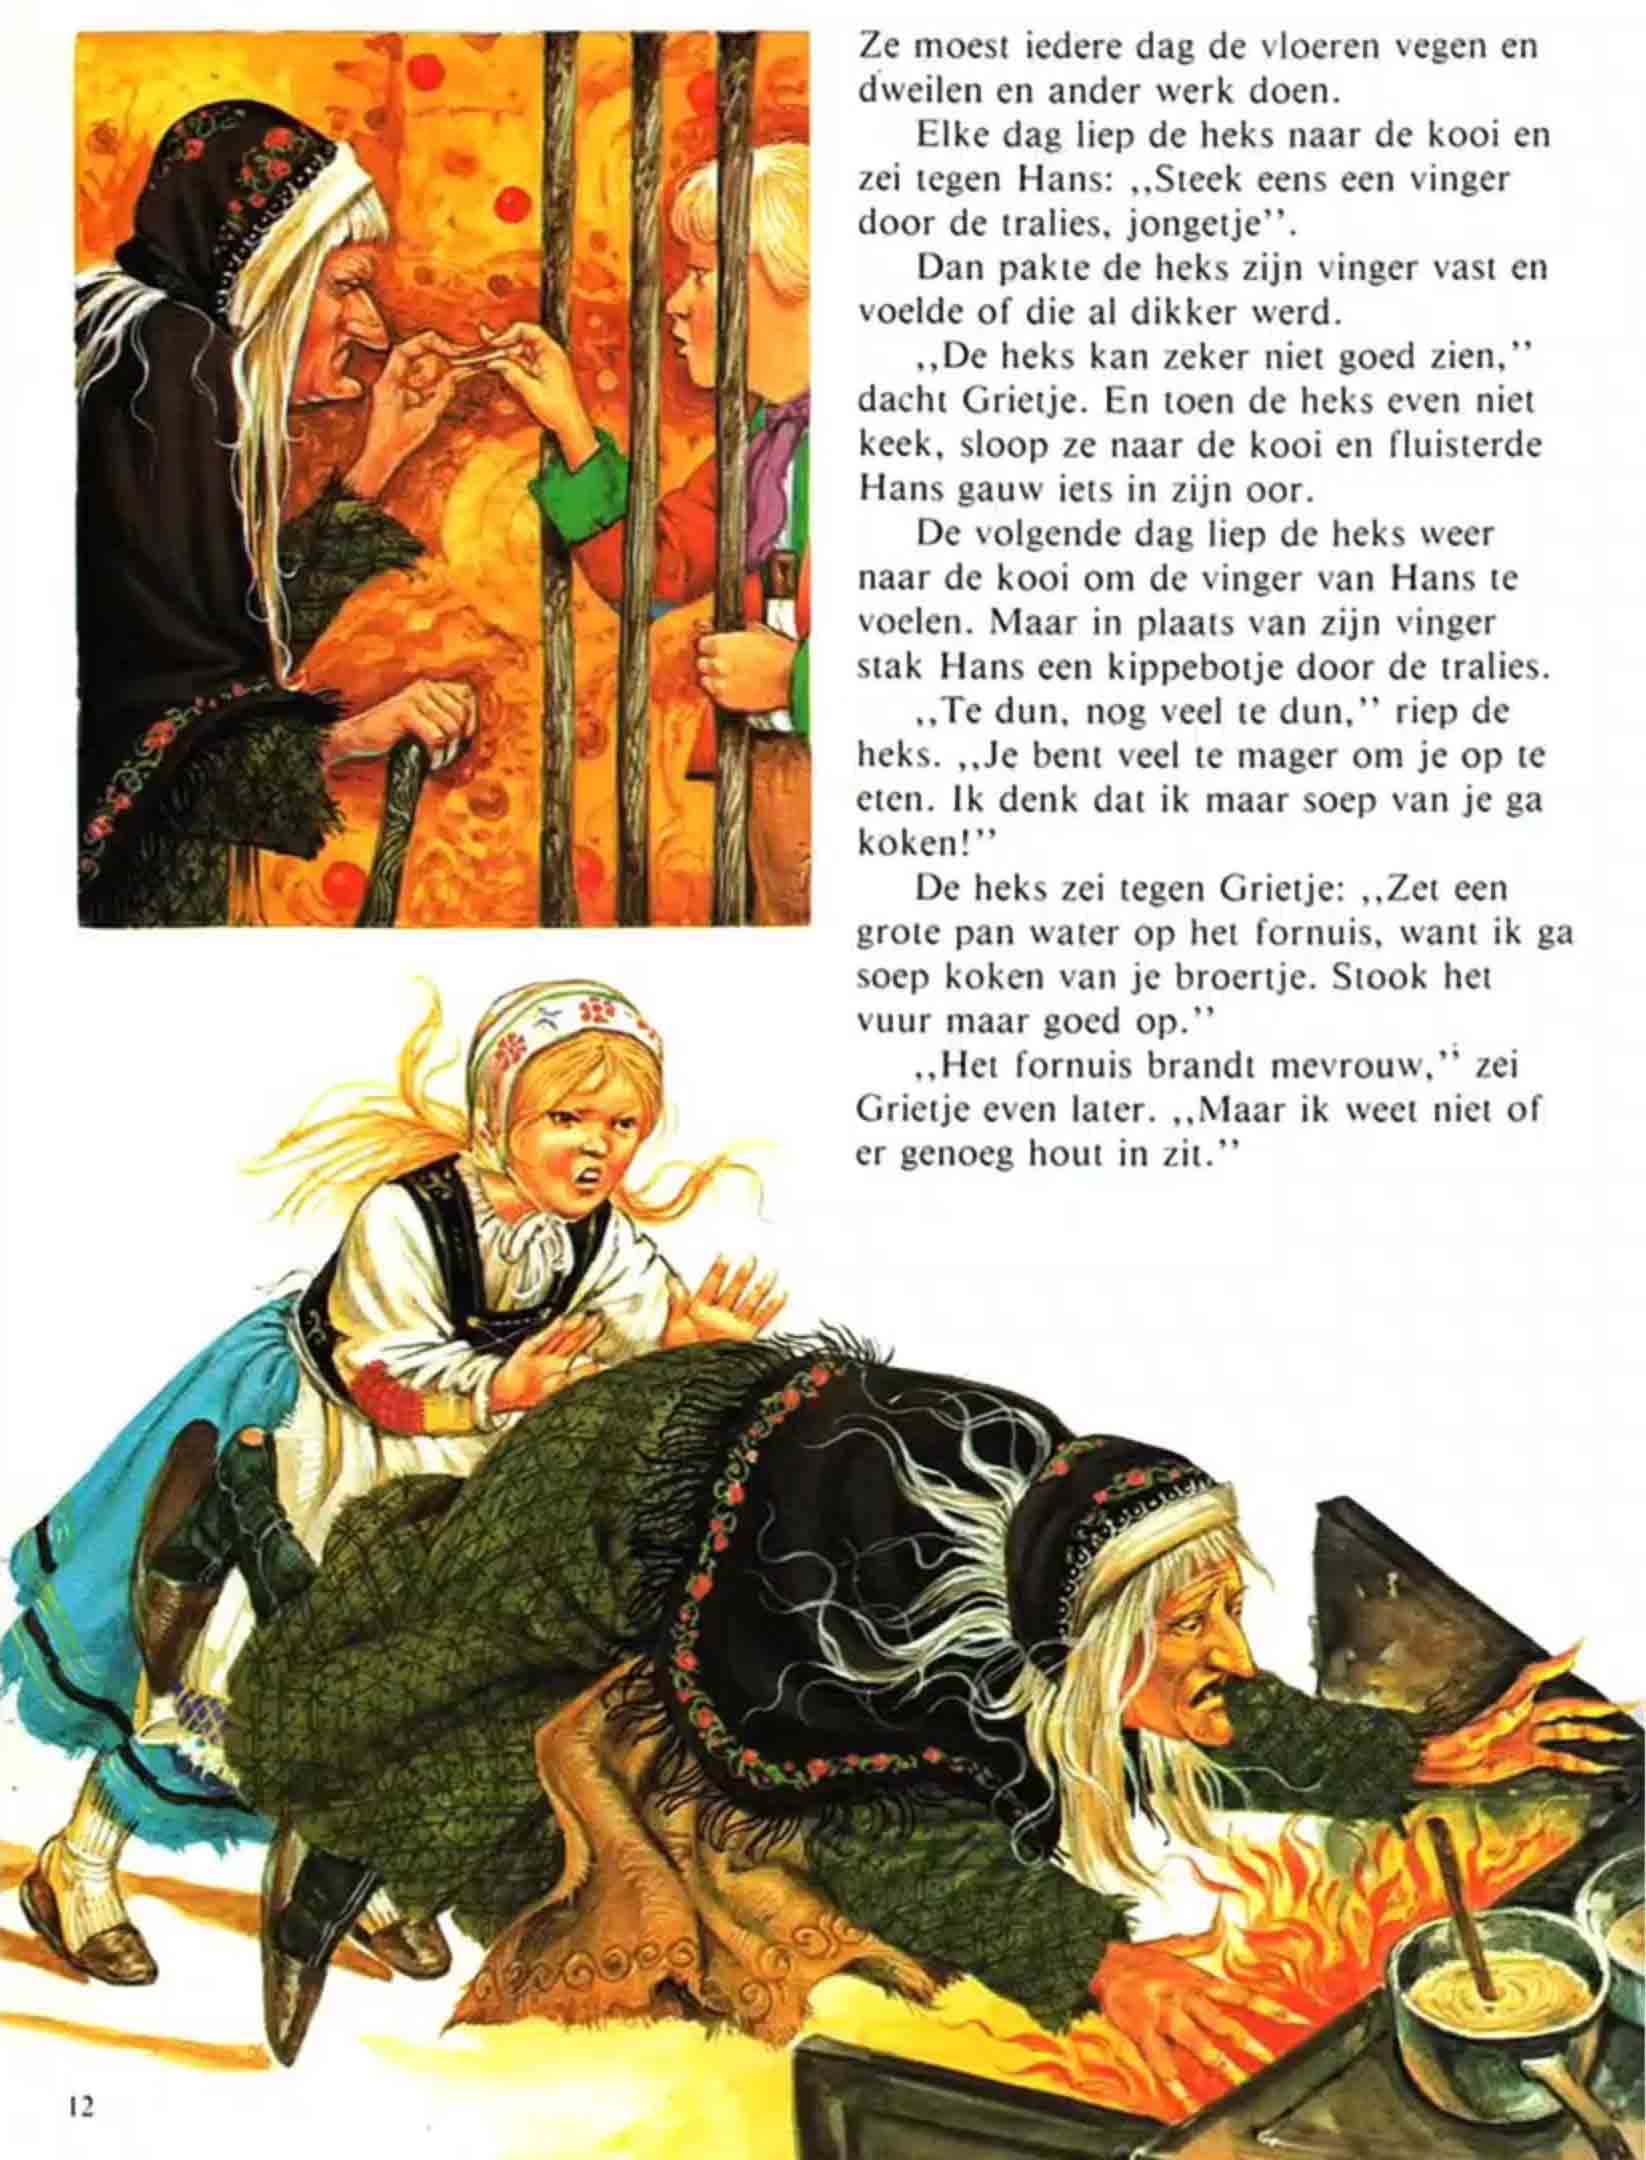 Ze moest iedere dag de vloeren vegen en
dweilen en ander werk doen.
Elke dag liep de heks naar de kooi en
zei tegen Hans: ,,Steek eens een vinger
door de tralies, jongetje’’.
Dan pakte de heks zijn vinger vast en
voelde of die al dikker werd.
,,De heks kan zeker niet goed zien,’’
dacht Grietje. En toen de heks even niet
keek, sloop ze naar de kooi en fluisterde
Hans gauw iets in zijn oor.
De volgende dag liep de heks weer
naar de kooi om de vinger van Hans te
voelen. Maar in plaats van zijn vinger
stak Hans een kippebotje door de tralies.
,,Te dun, nog veel te dun,’’ riep de
heks. ,,Je bent veel te mager om je op te
eten. Ik denk dat ik maar soep van je ga
koken!’’
De heks zei tegen Grietje: ,,Zet een
grote pan water op het fornuis, want ik ga
soep koken van je broertje. Stook het
vuur maar goed op.’’
,,Het fornuis brandt mevrouw,’’ zei
Grietje even later. ,,Maar ik weet niet of
er genoeg hout in zit.’’
12